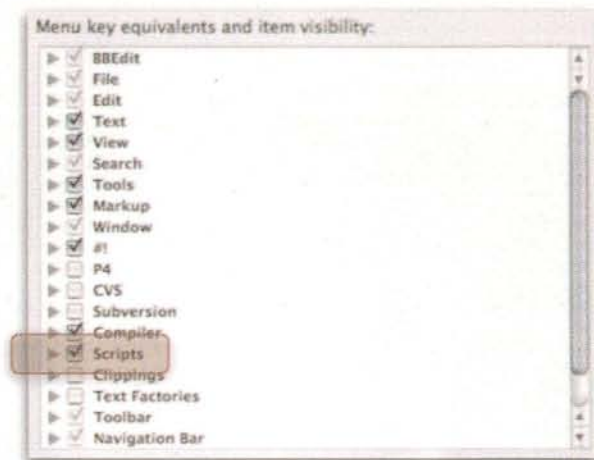 Menu key equivalents and item visibility:
BBEdit
File
Edit
Text
View
Search
Tools
Markup
Window
#!
P4
CVS
Subversion
Compiler
Scripts
Clippings
Text Factories
Toolbar
Navigation Bar